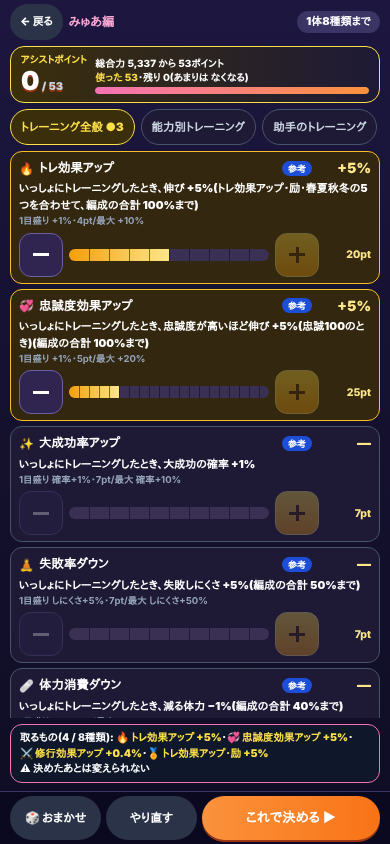 ← 戻る みゅあ編 1体8種類まで
アシストポイント
0 / 53
総合力 5,337 から 53ポイント
使った 53・残り 0(あまりは なくなる)
トレーニング全般 ●3 能力別トレーニング 助手のトレーニング
🔥 トレ効果アップ 参考 +5%
いっしょにトレーニングしたとき、伸び +5%(トレ効果アップ・励・春夏秋冬の5
つを合わせて、編成の合計 100%まで)
1目盛り +1%・4pt/最大 +10%
− + 20pt
💞 忠誠度効果アップ 参考 +5%
いっしょにトレーニングしたとき、忠誠度が高いほど伸び +5%(忠誠100のと
き)(編成の合計 100%まで)
1目盛り +1%・5pt/最大 +20%
− + 25pt
✨ 大成功率アップ 参考 —
いっしょにトレーニングしたとき、大成功の確率 +1%
1目盛り 確率+1%・7pt/最大 確率+10%
− + 7pt
🧘 失敗率ダウン 参考 —
いっしょにトレーニングしたとき、失敗しにくさ +5%(編成の合計 50%まで)
1目盛り しにくさ+5%・7pt/最大 しにくさ+50%
− + 7pt
🩹 体力消費ダウン 参考 —
いっしょにトレーニングしたとき、減る体力 −1%(編成の合計 40%まで)
取るもの(4 / 8種類): 🔥 トレ効果アップ +5%・💞 忠誠度効果アップ +5%・
⚔️ 修行効果アップ +0.4%・🏅 トレ効果アップ・励 +5%
⚠ 決めたあとは変えられない
🎲 おまかせ やり直す これで決める ▶